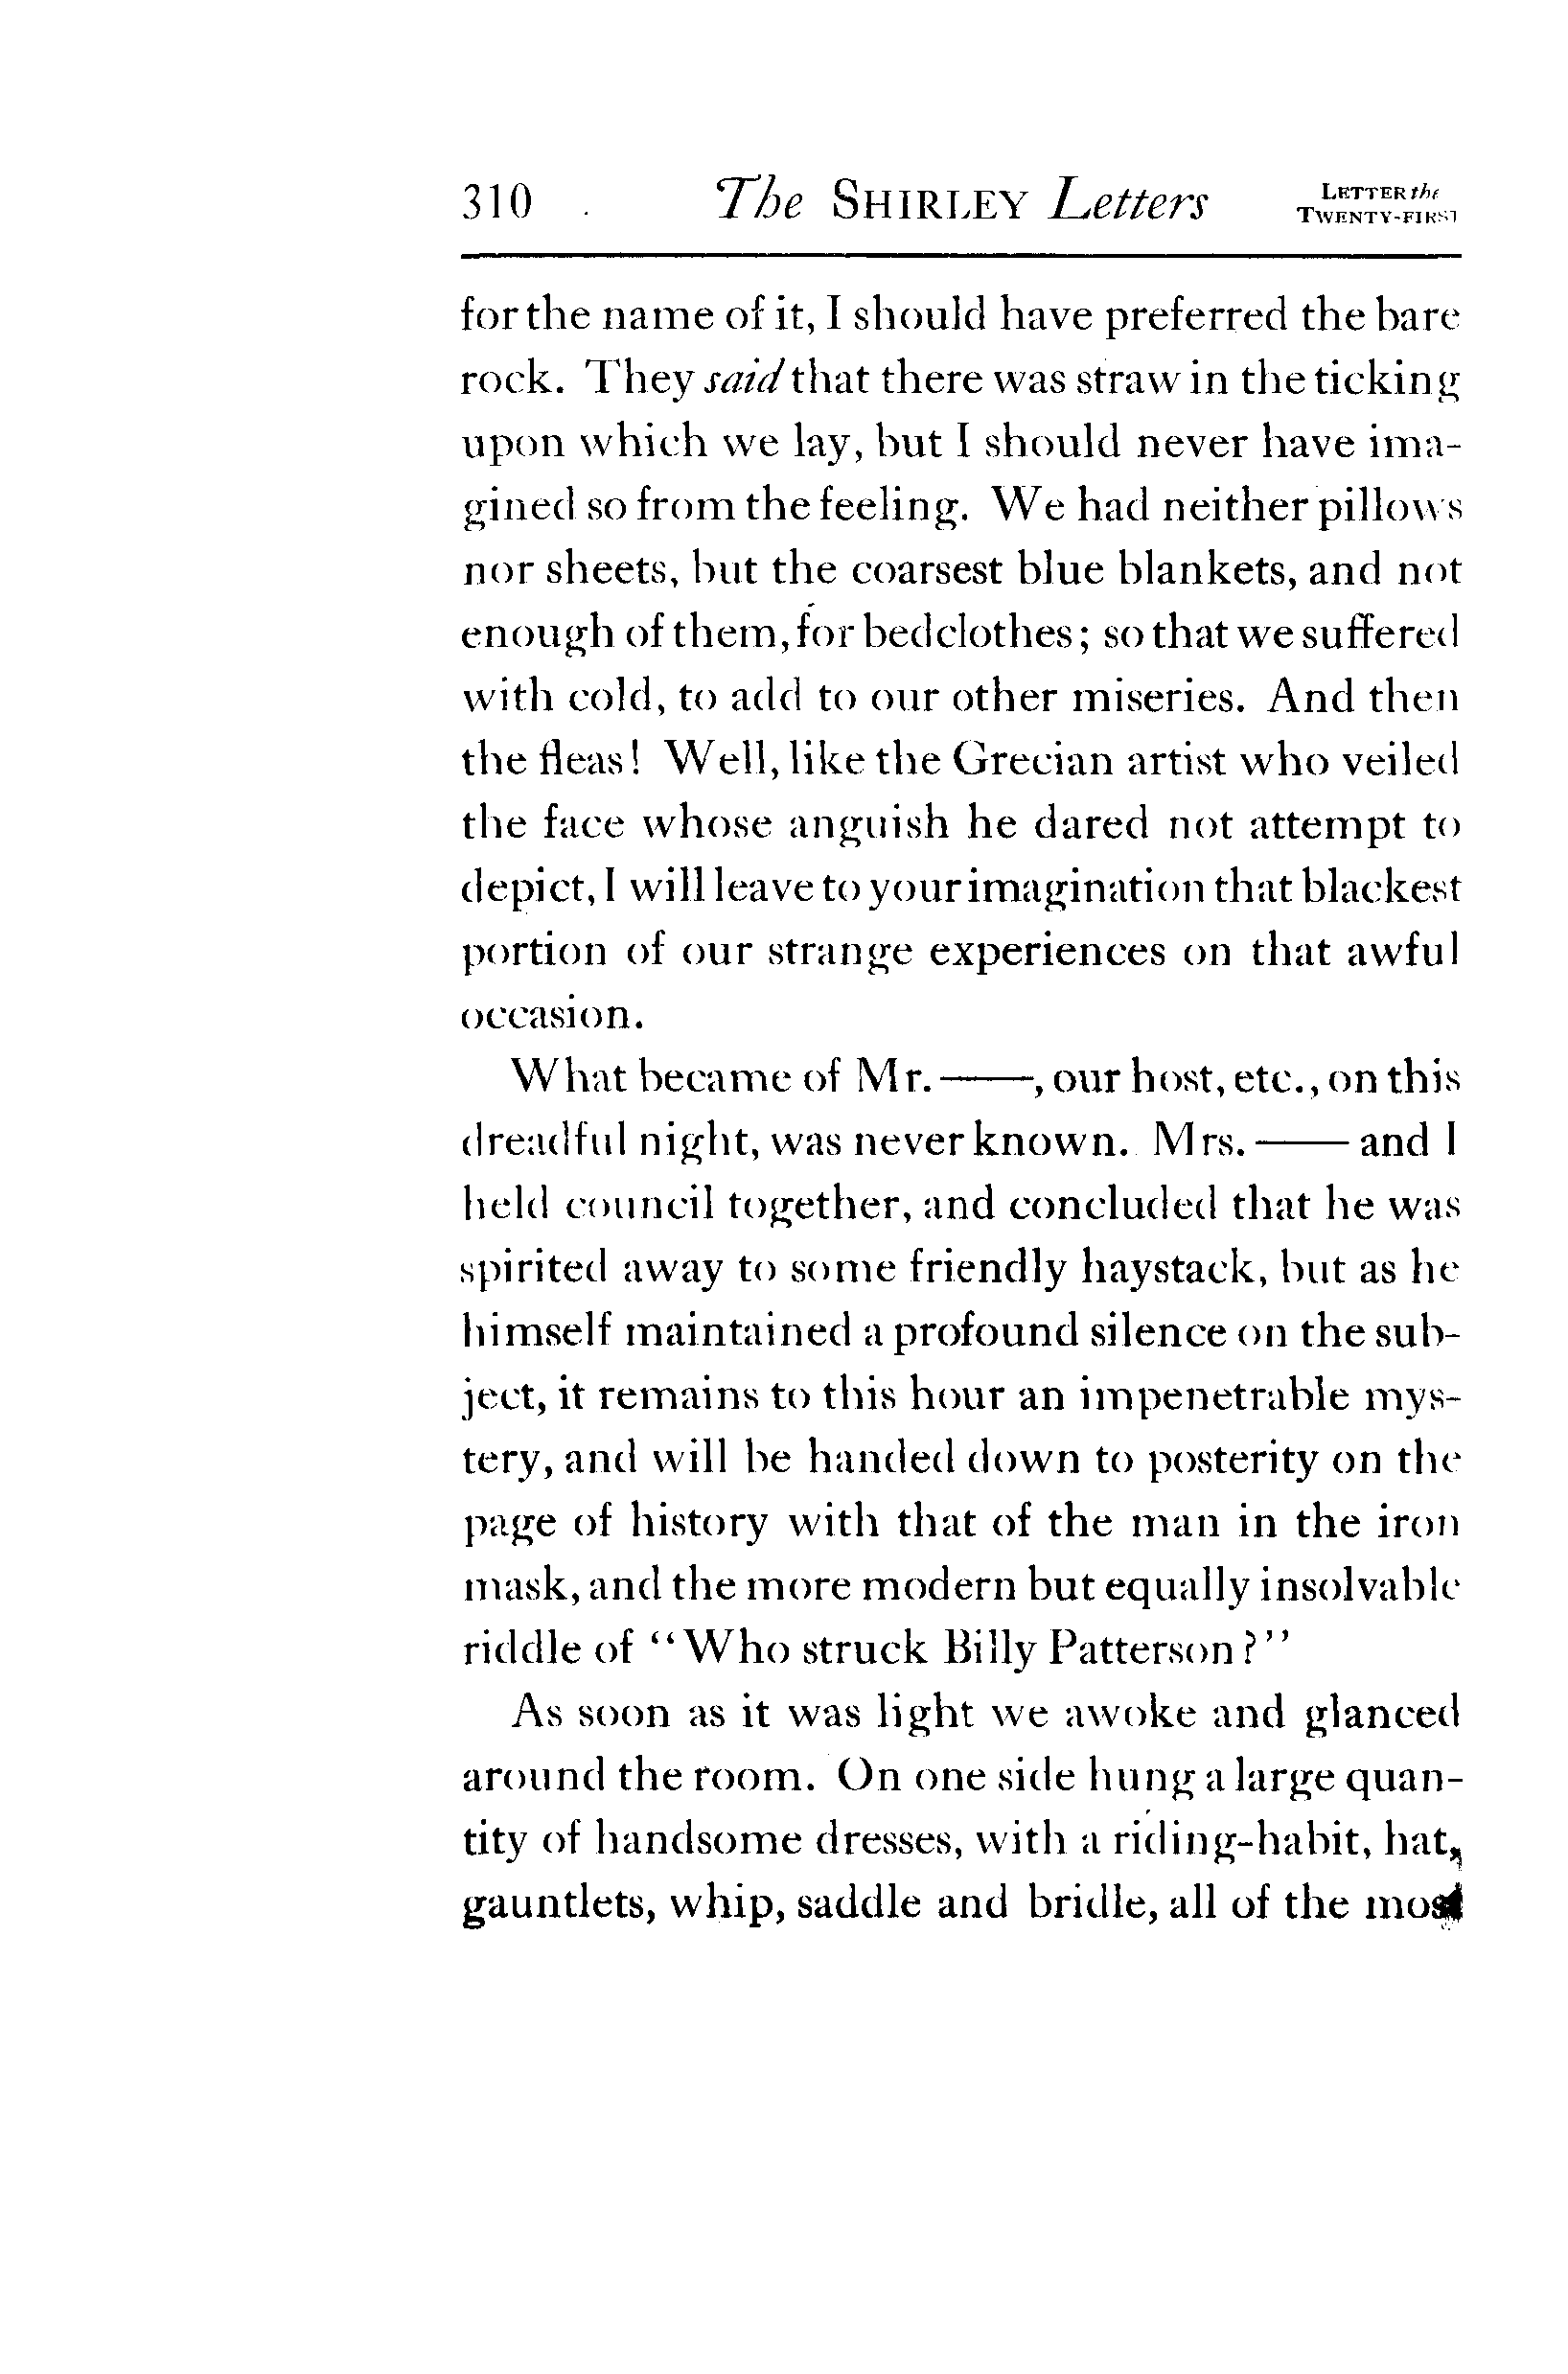 310 The SHIRLEY Letters LETTER the
TWENTY-FIRST
for the name of it, I should have preferred the bare
rock. They said that there was straw in the ticking
upon which we lay, but I should never have ima-
gined so from the feeling. We had neither pillows
nor sheets, but the coarsest blue blankets, and not
enough of them, for bedclothes; so that we suffered
with cold, to add to our other miseries. And then
the fleas! Well, like the Grecian artist who veiled
the face whose anguish he dared not attempt to
depict, I will leave to your imagination that blackest
portion of our strange experiences on that awful
occasion.
What became of Mr. ——, our host, etc., on this
dreadful night, was never known. Mrs. —— and I
held council together, and concluded that he was
spirited away to some friendly haystack, but as he
himself maintained a profound silence on the sub-
ject, it remains to this hour an impenetrable mys-
tery, and will be handed down to posterity on the
page of history with that of the man in the iron
mask, and the more modern but equally insolvable
riddle of "Who struck Billy Patterson?"
As soon as it was light we awoke and glanced
around the room. On one side hung a large quan-
tity of handsome dresses, with a riding-habit, hat,
gauntlets, whip, saddle and bridle, all of the most